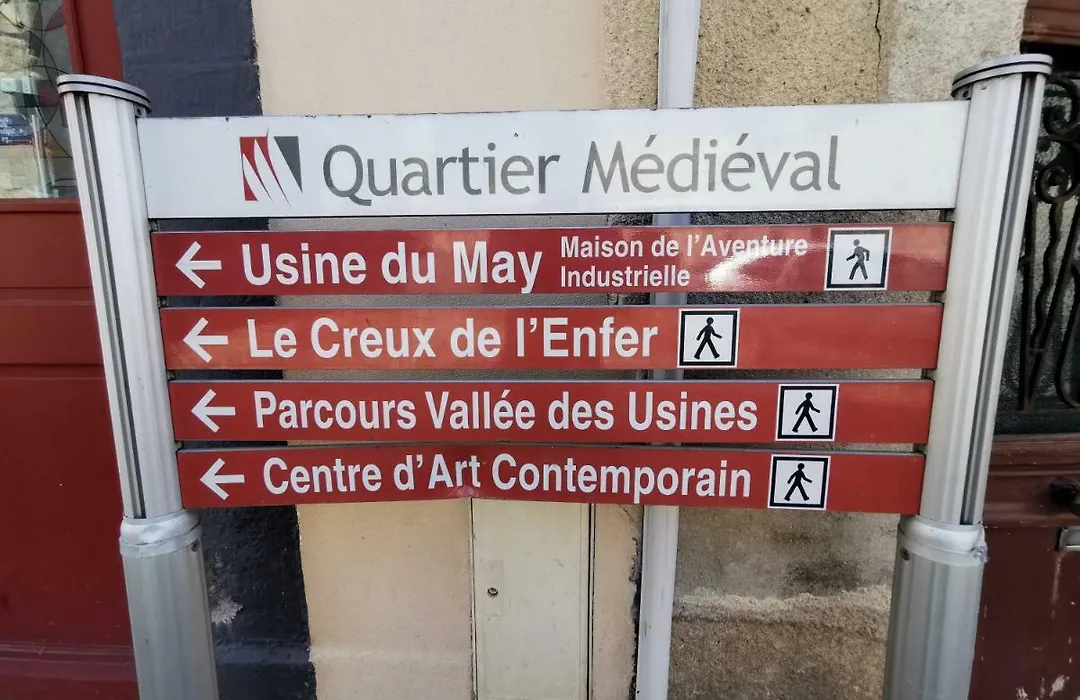 Quartier Médiéval
← Usine du May Maison de l'Aventure
Industrielle
← Le Creux de l'Enfer
← Parcours Vallée des Usines
← Centre d'Art Contemporain